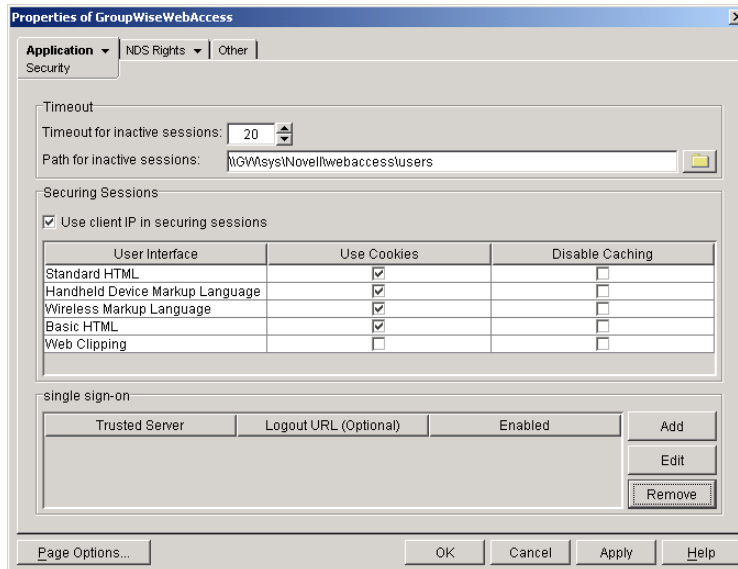 Properties of GroupWiseWebAccess
Application NDS Rights Other
Security
Timeout
Timeout for inactive sessions: 20
Path for inactive sessions: \\GW\sys\Novell\webaccess\users
Securing Sessions
Use client IP in securing sessions
User Interface Use Cookies Disable Caching
Standard HTML
Handheld Device Markup Language
Wireless Markup Language
Basic HTML
Web Clipping
single sign-on
Trusted Server Logout URL (Optional) Enabled Add
Edit
Remove
Page Options... OK Cancel Apply Help